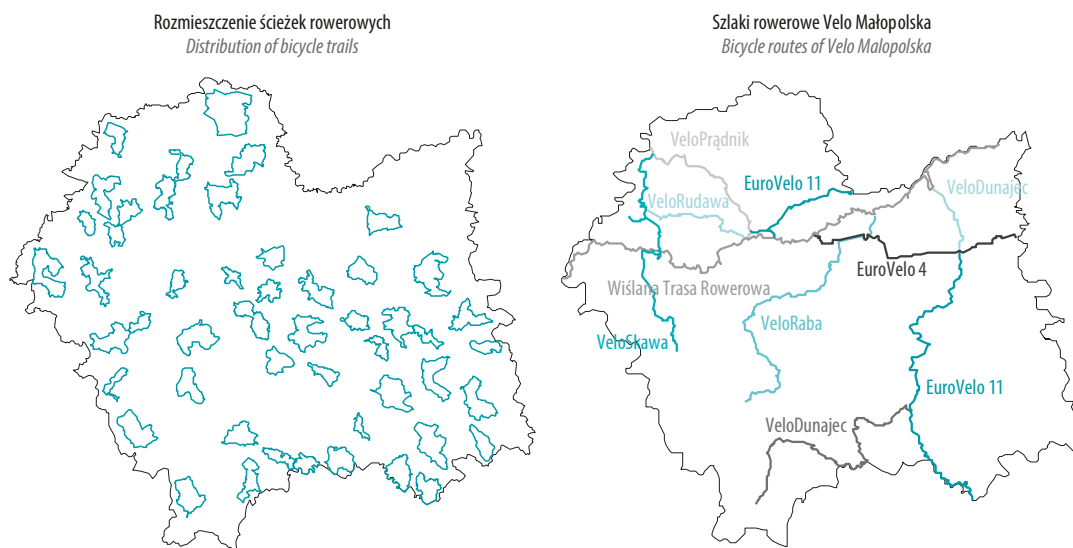 Rozmieszczenie ścieżek rowerowych
Distribution of bicycle trails
Szlaki rowerowe Velo Małopolska
Bicycle routes of Velo Malopolska
VeloPrądnik
EuroVelo 11
VeloDunajec
VeloRudawa
EuroVelo 4
Wiślana Trasa Rowerowa
VeloRaba
VeloSkawa
EuroVelo 11
VeloDunajec